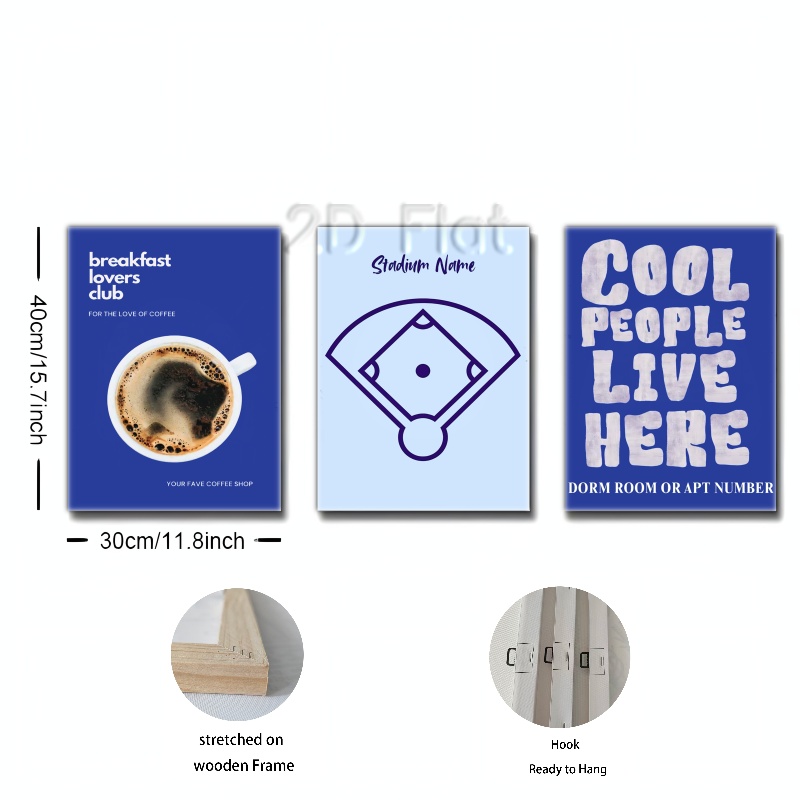 2D Flat
breakfast
lovers
club
FOR THE LOVE OF COFFEE
YOUR FAVE COFFEE SHOP
Stadium Name
COOL
PEOPLE
LIVE
HERE
DORM ROOM OR APT NUMBER
40cm/15.7inch
30cm/11.8inch
stretched on
wooden Frame
Hook
Ready to Hang